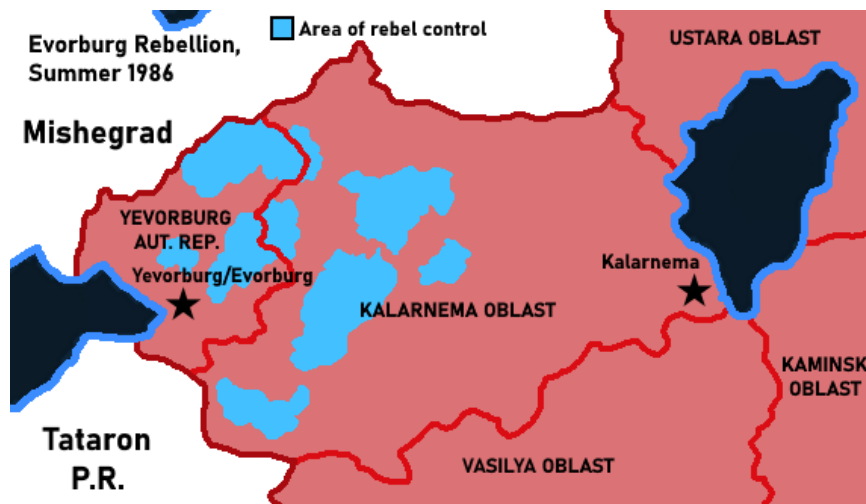 Evorburg Rebellion,
Summer 1986
Area of rebel control
USTARA OBLAST
Mishegrad
YEVORBURG
AUT. REP.
Yevorburg/Evorburg
Kalarnema
KALARNEMA OBLAST
KAMINSK
OBLAST
Tataron
P.R.
VASILYA OBLAST